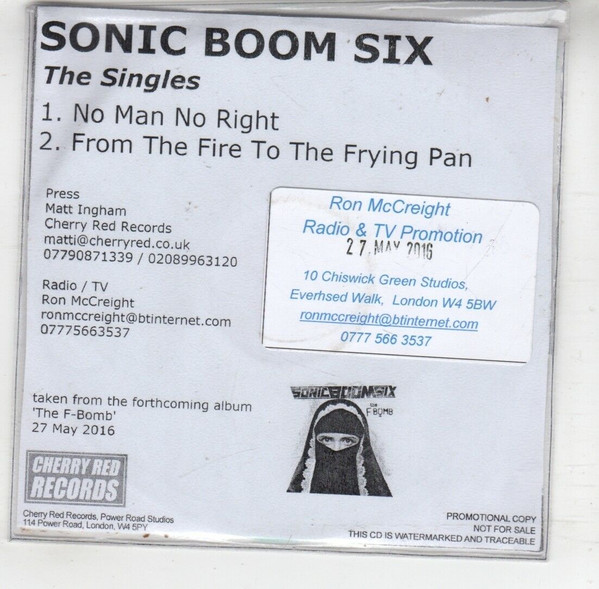 SONIC BOOM SIX
The Singles
1. No Man No Right
2. From The Fire To The Frying Pan
Press
Matt Ingham
Cherry Red Records
matti@cherryred.co.uk
07790871339 / 02089963120
Radio / TV
Ron McCreight
ronmccreight@btinternet.com
07775663537
Ron McCreight
Radio & TV Promotion
27 MAY 2016
10 Chiswick Green Studios,
Everhsed Walk, London W4 5BW
ronmccreight@btinternet.com
0777 566 3537
taken from the forthcoming album
'The F-Bomb'
27 May 2016
SONICBOOMSIX
THE
F-BOMB
CHERRY RED
RECORDS
Cherry Red Records, Power Road Studios
114 Power Road, London, W4 5PY
PROMOTIONAL COPY
NOT FOR SALE
THIS CD IS WATERMARKED AND TRACEABLE